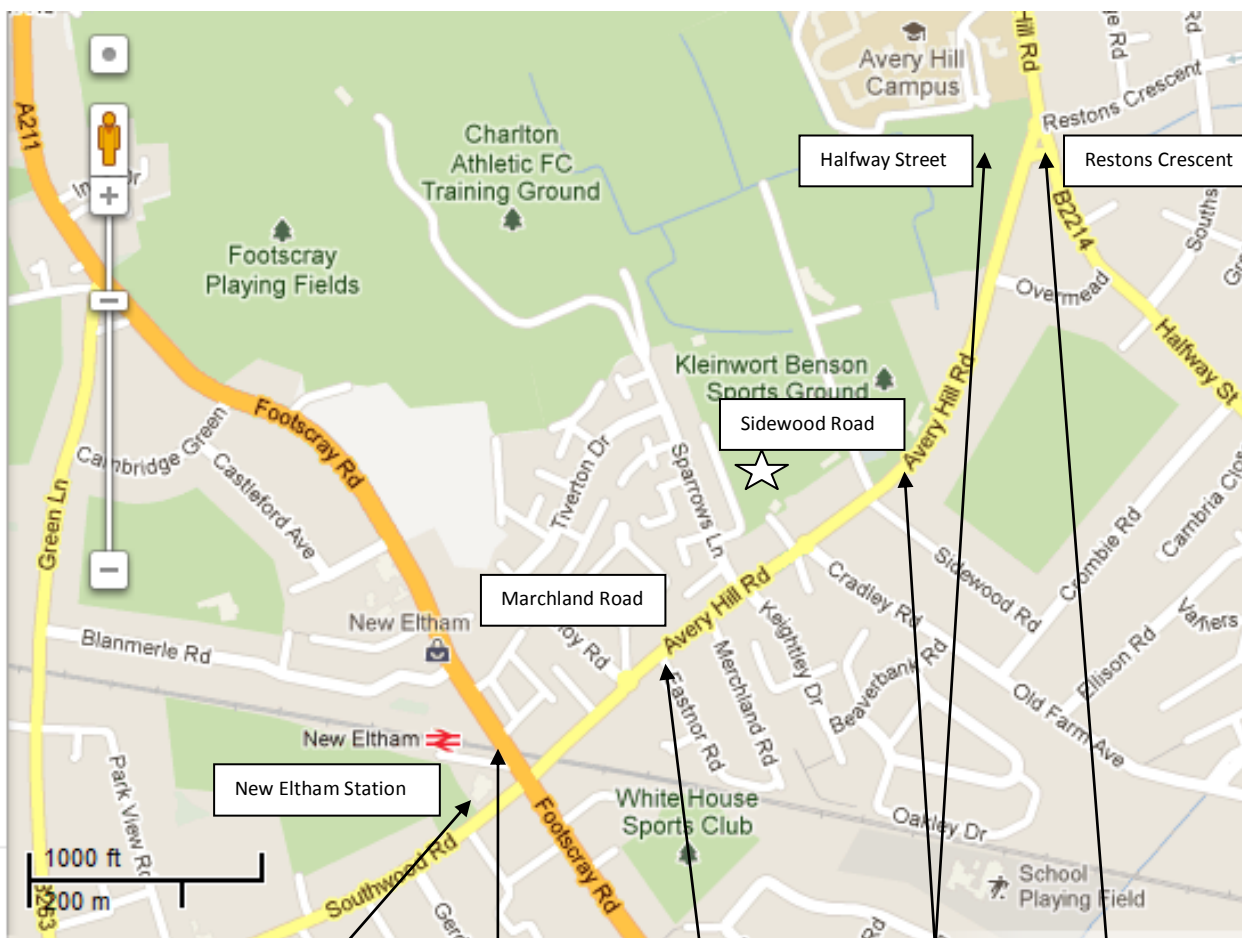 Hill Rd
Avery Hill
Campus
Restons Crescent
A211
Charlton
Athletic FC
Training Ground
Halfway Street
Restons Crescent
B2214
Footscray
Playing Fields
Overmead
Halfway St
Kleinwort Benson
Sports Ground
Sidewood Road
Avery Hill Rd
Footscray Rd
Cambridge Green
Castleford Ave
Green Ln
Tiverton Dr
Sparrows Ln
Crombie Rd
Sidewood Rd
Cradley Rd
Marchland Road
Avery Hill Rd
Keightley Dr
Beaverbank Rd
Ellison Rd
New Eltham
Blanmerle Rd
Merchland Rd
Eastnor Rd
Old Farm Ave
New Eltham
New Eltham Station
White House
Sports Club
Oakley Dr
Park View Rd
Footscray Rd
Southwood Rd
1000 ft
200 m
School
Playing Field